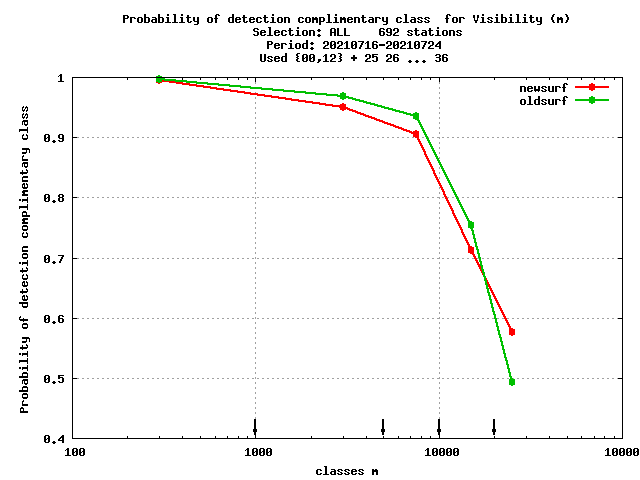 Probability of detection complimentary class  for Visibility (m)
Selection: ALL    692 stations
Period: 20210716-20210724
Used {00,12} + 25 26 ... 36
newsurf
oldsurf
Probability of detection complimentary class
1
0.9
0.8
0.7
0.6
0.5
0.4
100 1000 10000 10000
classes m